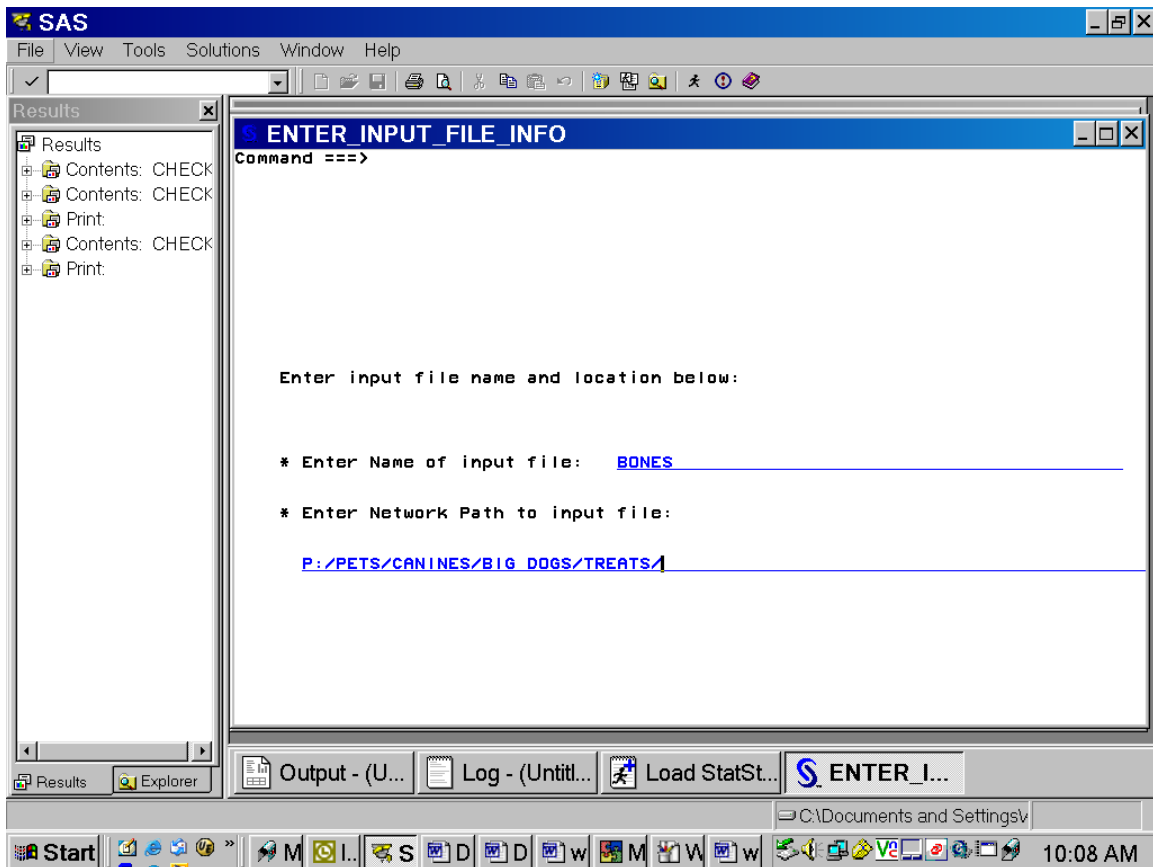 SAS
File View Tools Solutions Window Help
Results
Results
Contents: CHECK
Contents: CHECK
Print:
Contents: CHECK
Print:
ENTER_INPUT_FILE_INFO
Command ===>
Enter input file name and location below:
* Enter Name of input file: BONES
* Enter Network Path to input file:
P:/PETS/CANINES/BIG DOGS/TREATS/
Results Explorer
Output - (U... Log - (Untitl... Load StatSt... ENTER_I...
C:\Documents and Settings\v
Start » M I.. S D D w M W w 10:08 AM